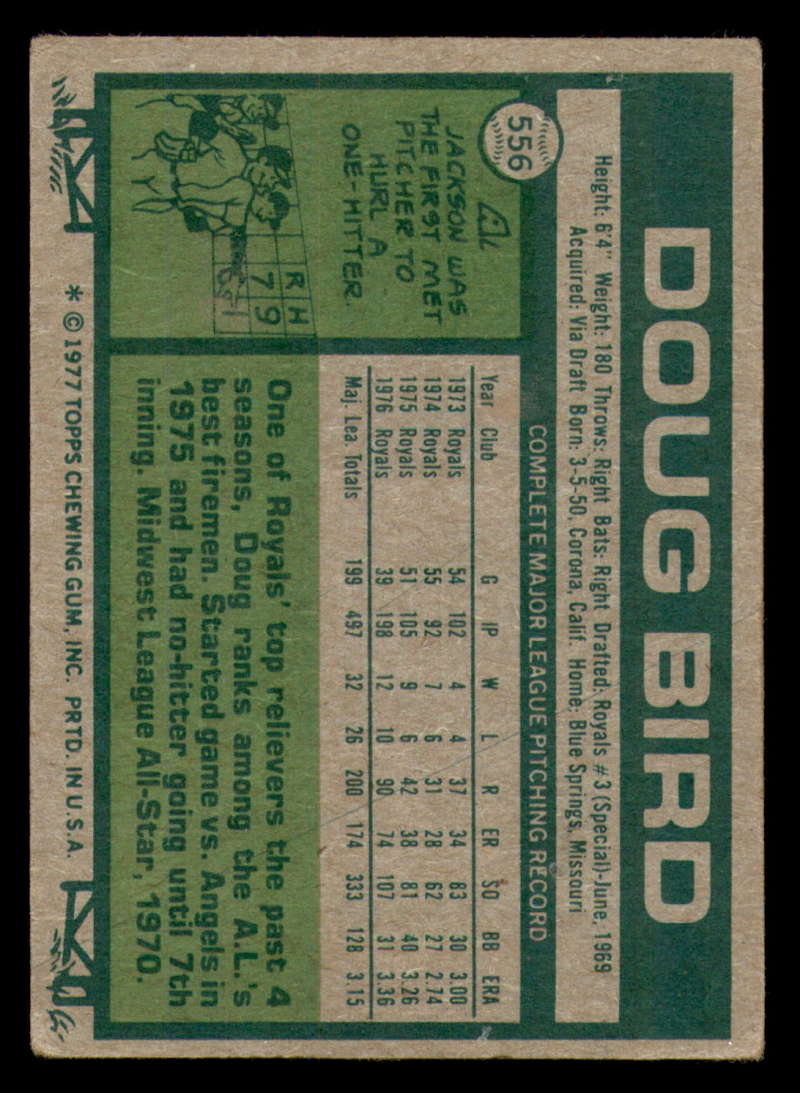 556
DOUG BIRD
Height: 6'4" Weight: 180 Throws: Right Bats: Right Drafted: Royals #3 (Special)-June, 1969
Acquired: Via Draft Born: 3-5-50, Corona, Calif. Home: Blue Springs, Missouri
COMPLETE MAJOR LEAGUE PITCHING RECORD
Year Club G IP W L R ER SO BB ERA
1973 Royals 54 102 4 4 37 34 83 30 3.00
1974 Royals 55 92 7 6 31 28 62 27 2.74
1975 Royals 51 105 9 6 42 38 81 40 3.26
1976 Royals 39 198 12 10 90 74 107 31 3.36
Maj. Lea. Totals 199 497 32 26 200 174 333 128 3.15
AL
JACKSON WAS
THE FIRST MET
PITCHER TO
HURL A
ONE-HITTER.
R H
7 9
One of Royals' top relievers the past 4
seasons, Doug ranks among the A.L.'s
best firemen. Started game vs. Angels in
1975 and had no-hitter going until 7th
inning. Midwest League All-Star, 1970.
* © 1977 TOPPS CHEWING GUM, INC. PRTD. IN U.S.A.